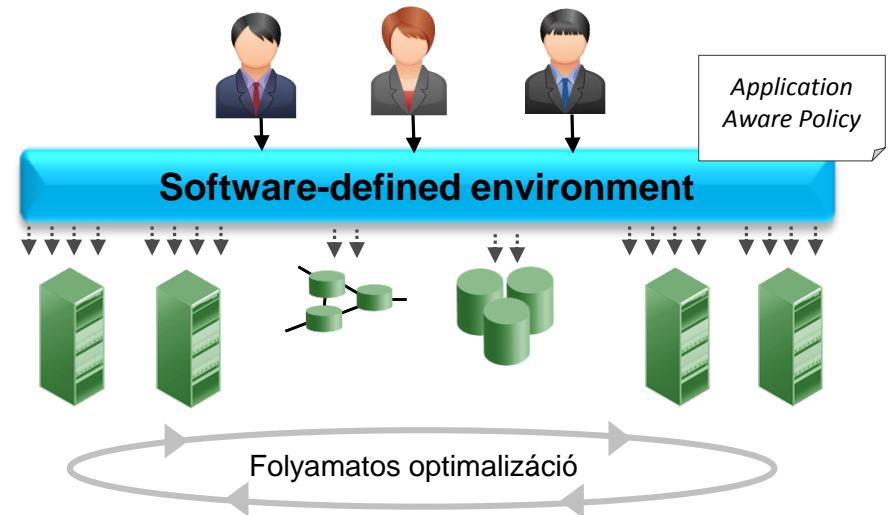 Application
Aware Policy
Software-defined environment
Folyamatos optimalizáció